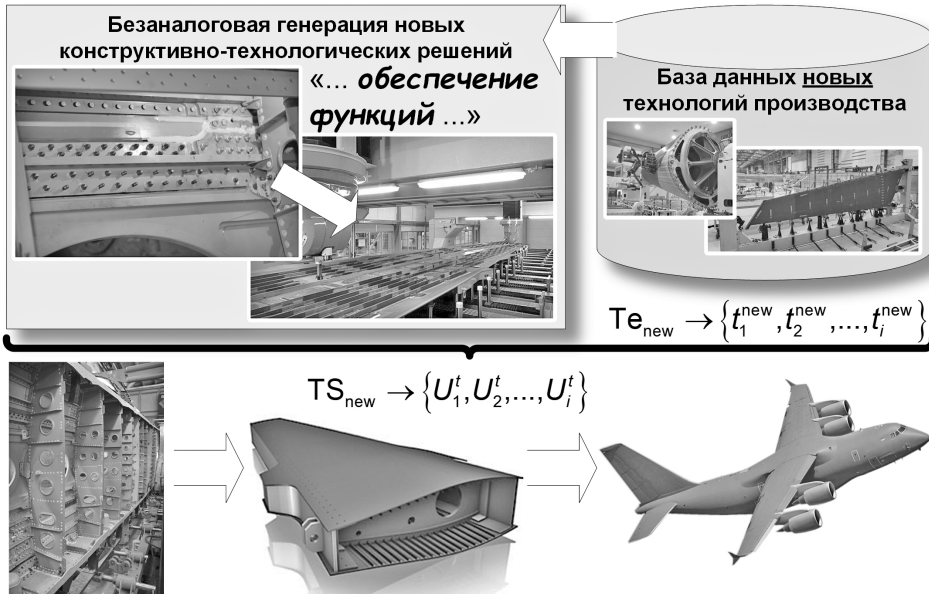 Безаналоговая генерация новых
конструктивно-технологических решений
«... обеспечение
функций ...»
База данных новых
технологий производства
Te_new → {t_1^new, t_2^new, ..., t_i^new}
TS_new → {U_1^t, U_2^t, ..., U_i^t}